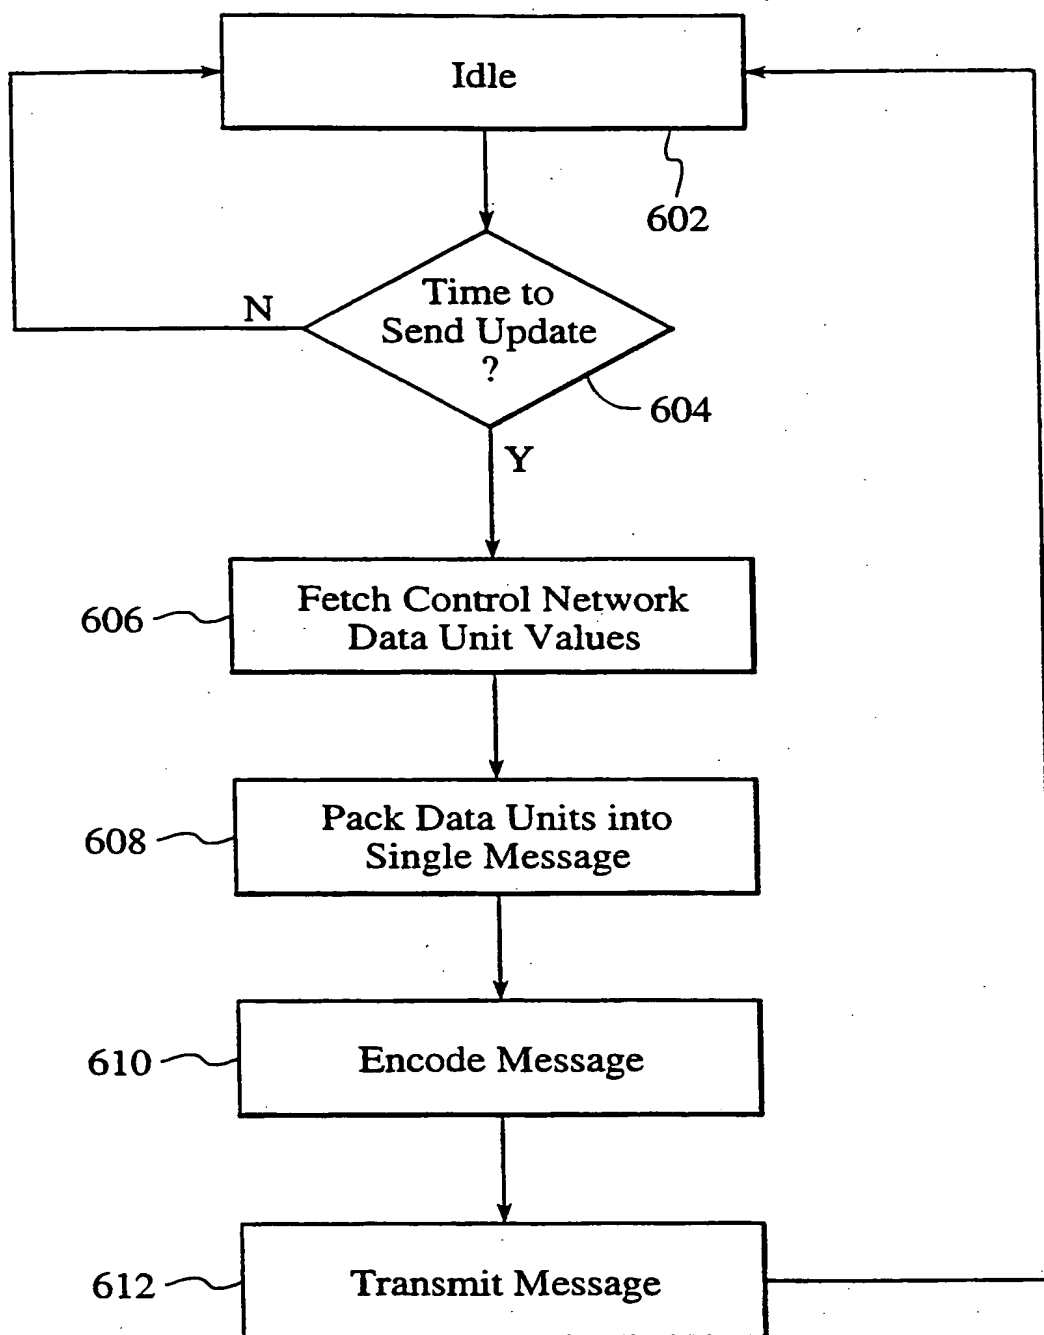 Idle
602
Time to
Send Update
?
N
604
Y
Fetch Control Network
Data Unit Values
606
Pack Data Units into
Single Message
608
Encode Message
610
Transmit Message
612